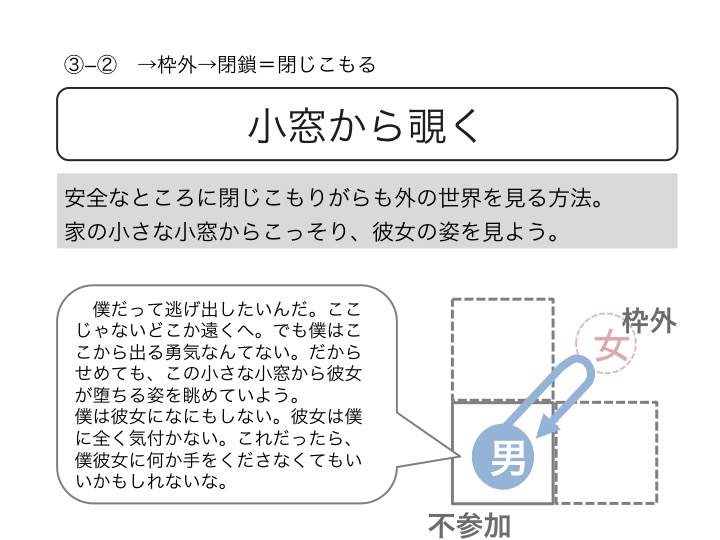 ③–②　→枠外→閉鎖＝閉じこもる
小窓から覗く
安全なところに閉じこもりがらも外の世界を見る方法。
家の小さな小窓からこっそり、彼女の姿を見よう。
　僕だって逃げ出したいんだ。ここ
じゃないどこか遠くへ。でも僕はこ
こから出る勇気なんてない。だから
せめても、この小さな小窓から彼女
が堕ちる姿を眺めていよう。
僕は彼女になにもしない。彼女は僕
に全く気付かない。これだったら、
僕彼女に何か手をくださなくてもい
いかもしれないな。
枠外
女
男
不参加